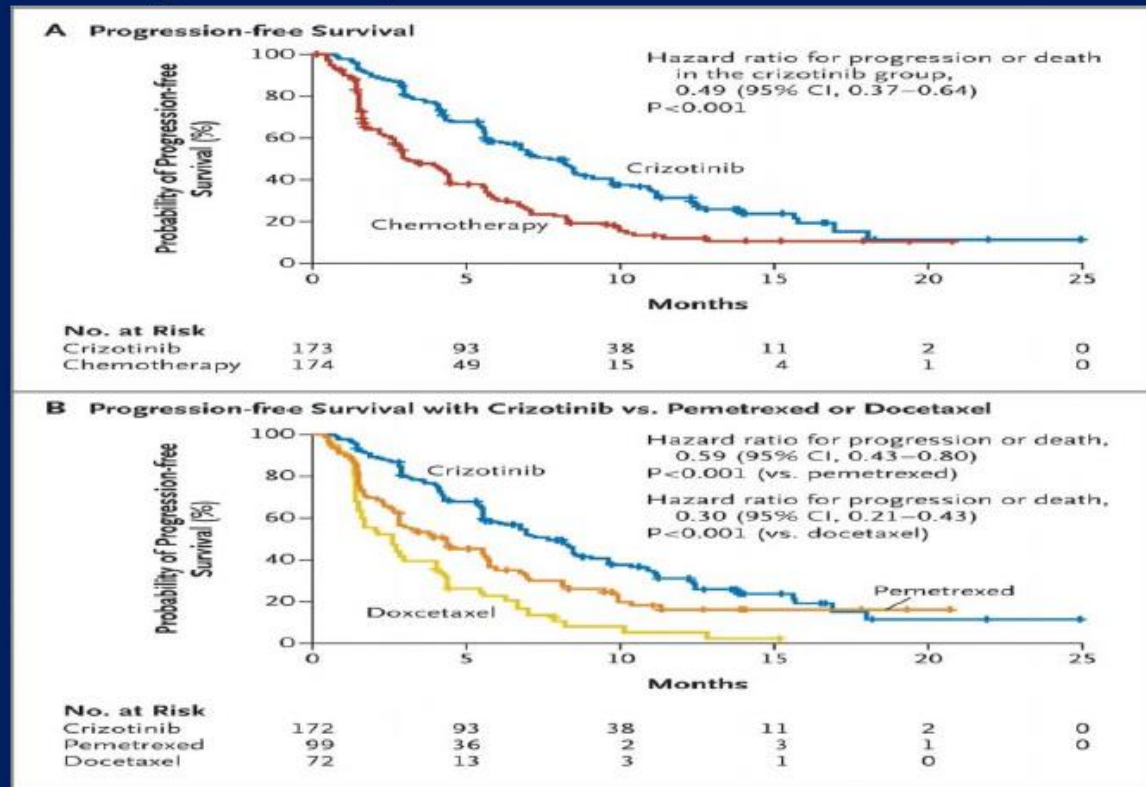 A Progression-free Survival
Probability of Progression-free
Survival (%)
100
80
60
40
20
0
Hazard ratio for progression or death
in the crizotinib group,
0.49 (95% CI, 0.37–0.64)
P<0.001
Crizotinib
Chemotherapy
0 5 10 15 20 25
Months
No. at Risk
Crizotinib 173 93 38 11 2 0
Chemotherapy 174 49 15 4 1 0
B Progression-free Survival with Crizotinib vs. Pemetrexed or Docetaxel
Probability of Progression-free
Survival (%)
100
80
60
40
20
0
Hazard ratio for progression or death,
0.59 (95% CI, 0.43–0.80)
P<0.001 (vs. pemetrexed)
Hazard ratio for progression or death,
0.30 (95% CI, 0.21–0.43)
P<0.001 (vs. docetaxel)
Crizotinib
Pemetrexed
Doxcetaxel
0 5 10 15 20 25
Months
No. at Risk
Crizotinib 172 93 38 11 2 0
Pemetrexed 99 36 2 3 1 0
Docetaxel 72 13 3 1 0